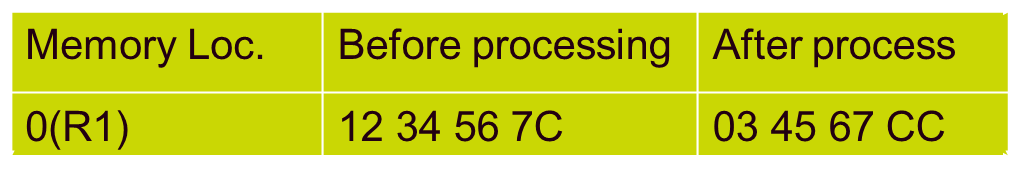 Memory Loc. Before processing After process
0(R1) 12 34 56 7C 03 45 67 CC